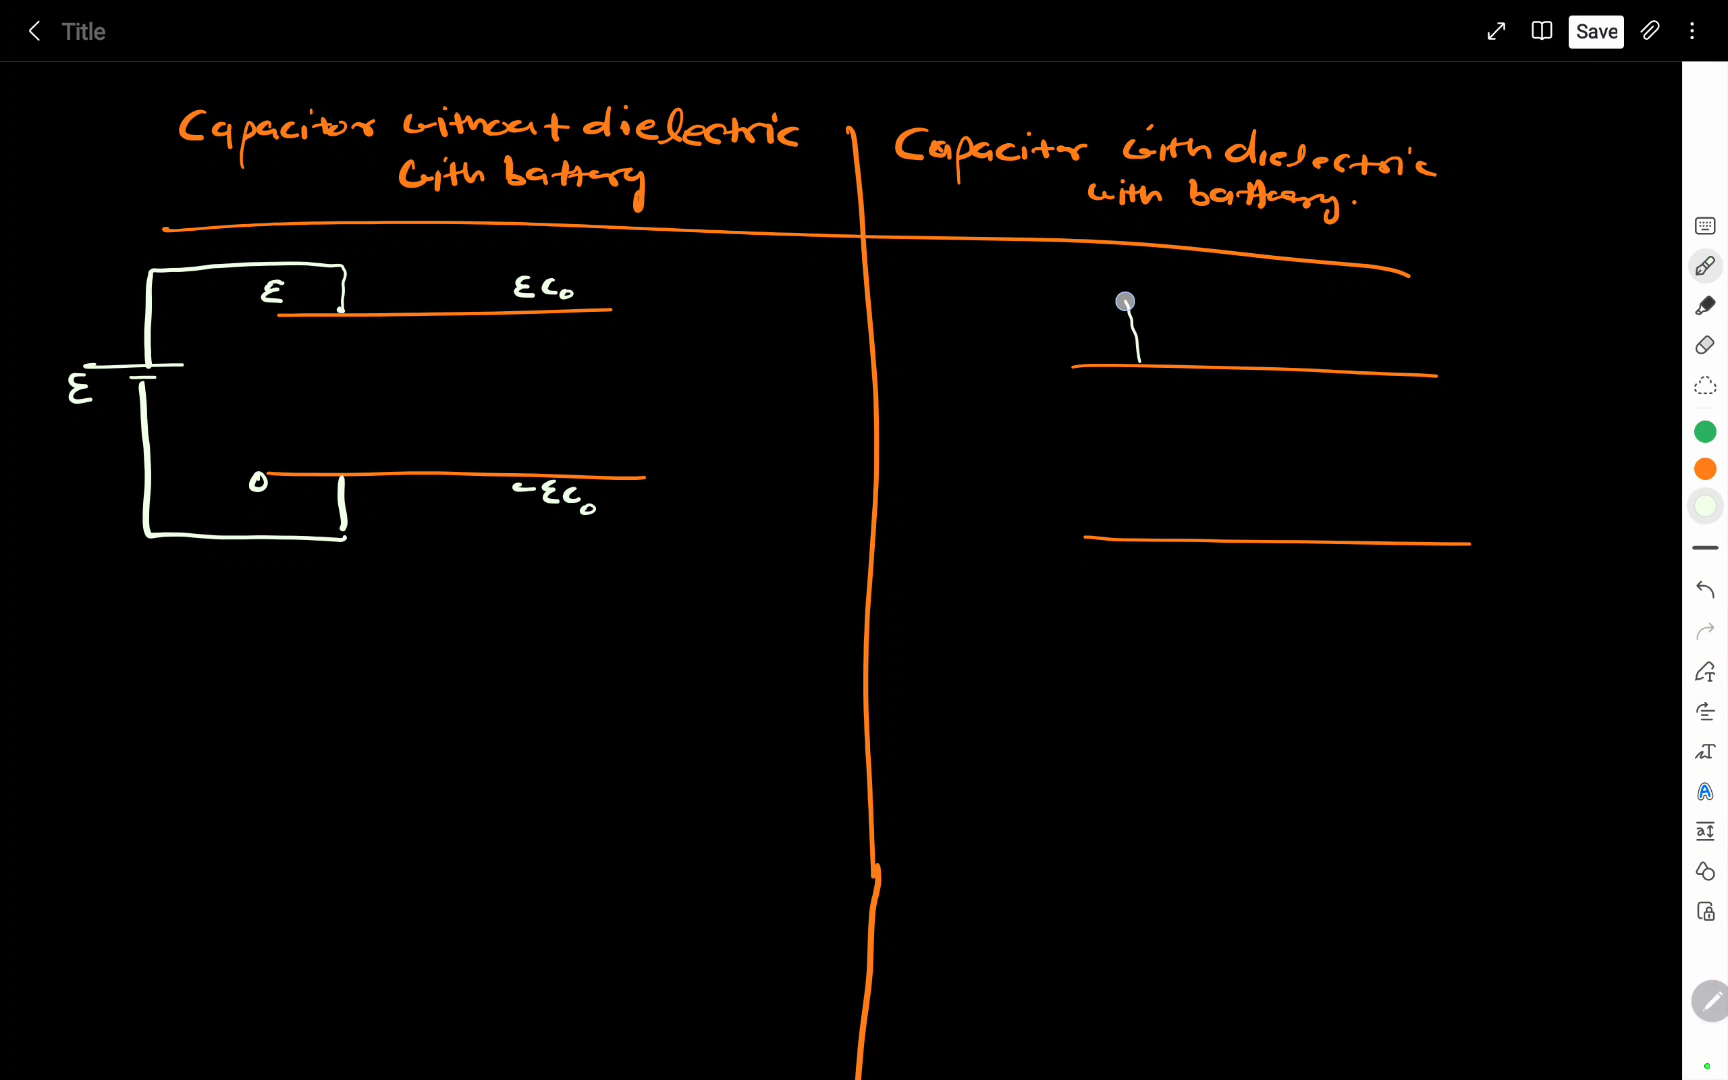 Title
Save
Capacitor without dielectric
with battery
Capacitor with dielectric
with battery.
ε
εC₀
ε
0
-εC₀